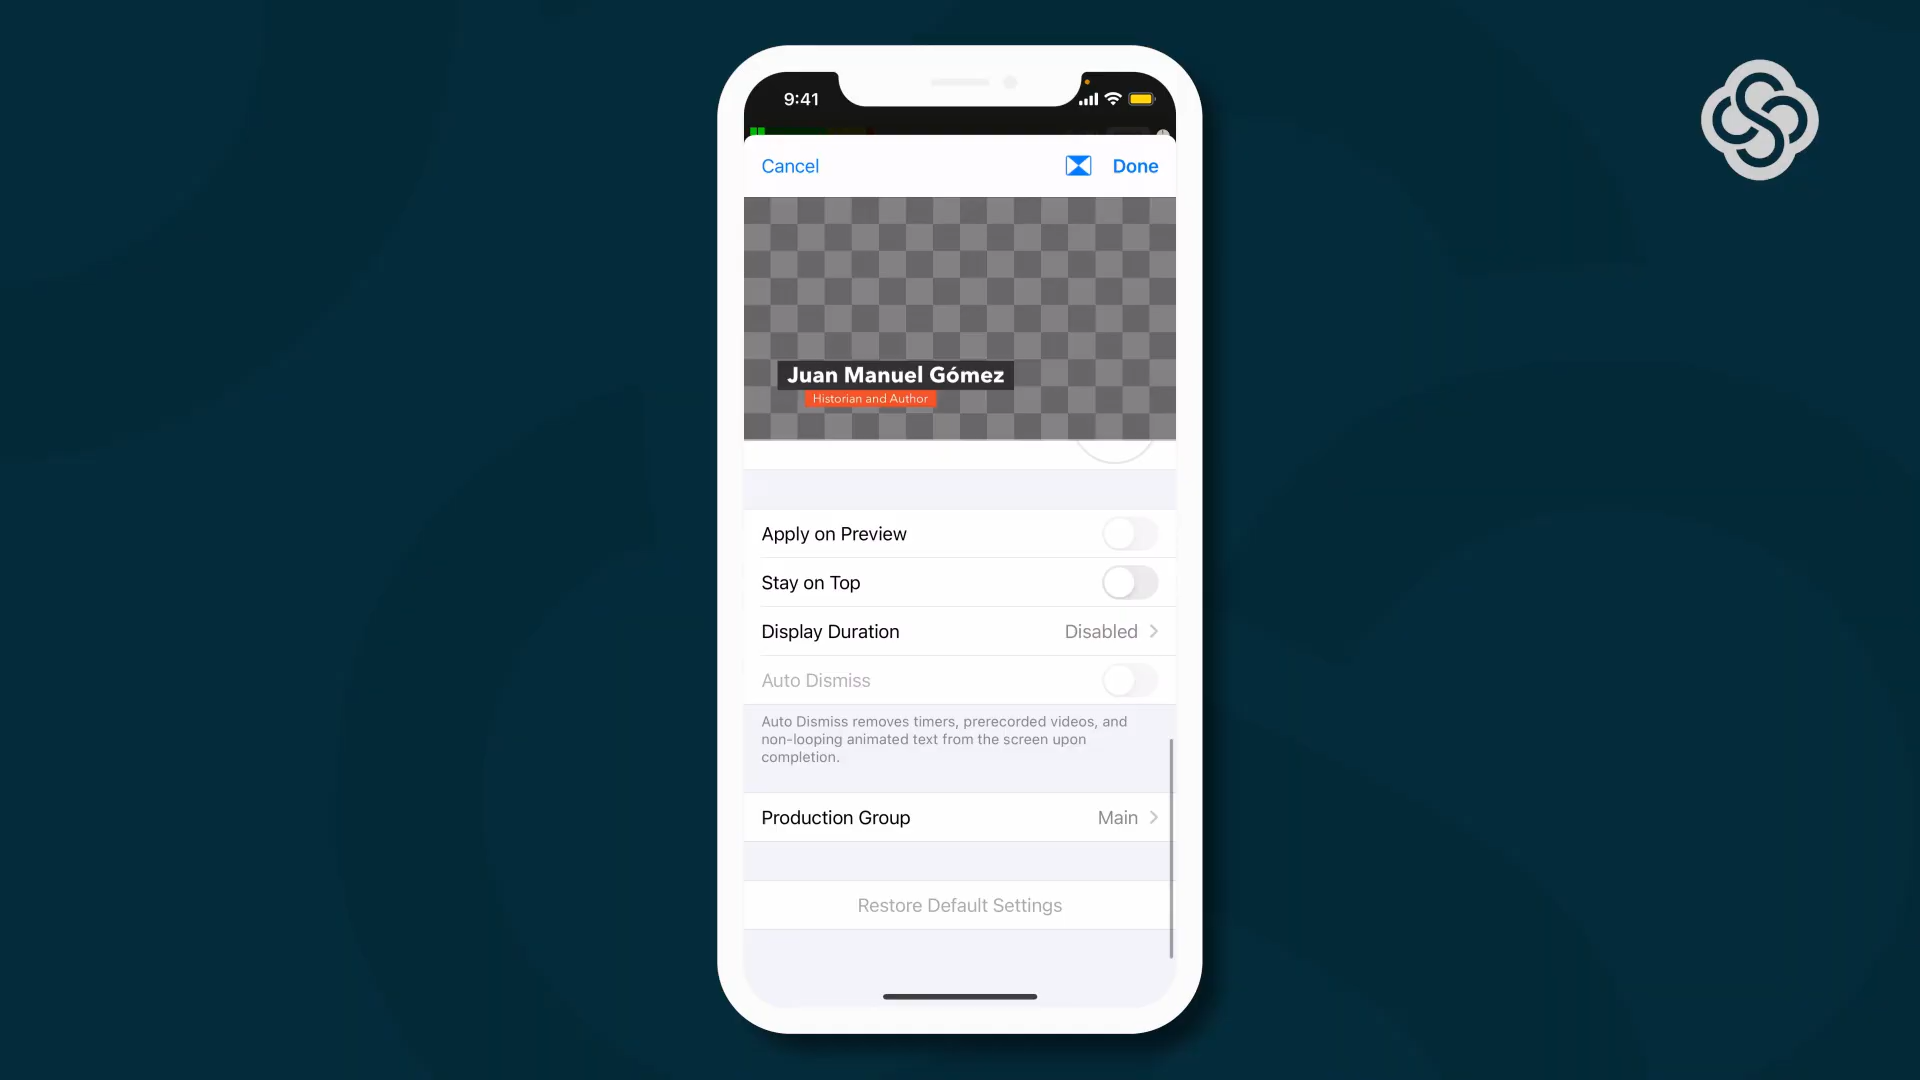 9:41
Cancel
Done
Juan Manuel Gómez
Historian and Author
Apply on Preview
Stay on Top
Display Duration Disabled
Auto Dismiss
Auto Dismiss removes timers, prerecorded videos, and
non-looping animated text from the screen upon
completion.
Production Group Main
Restore Default Settings